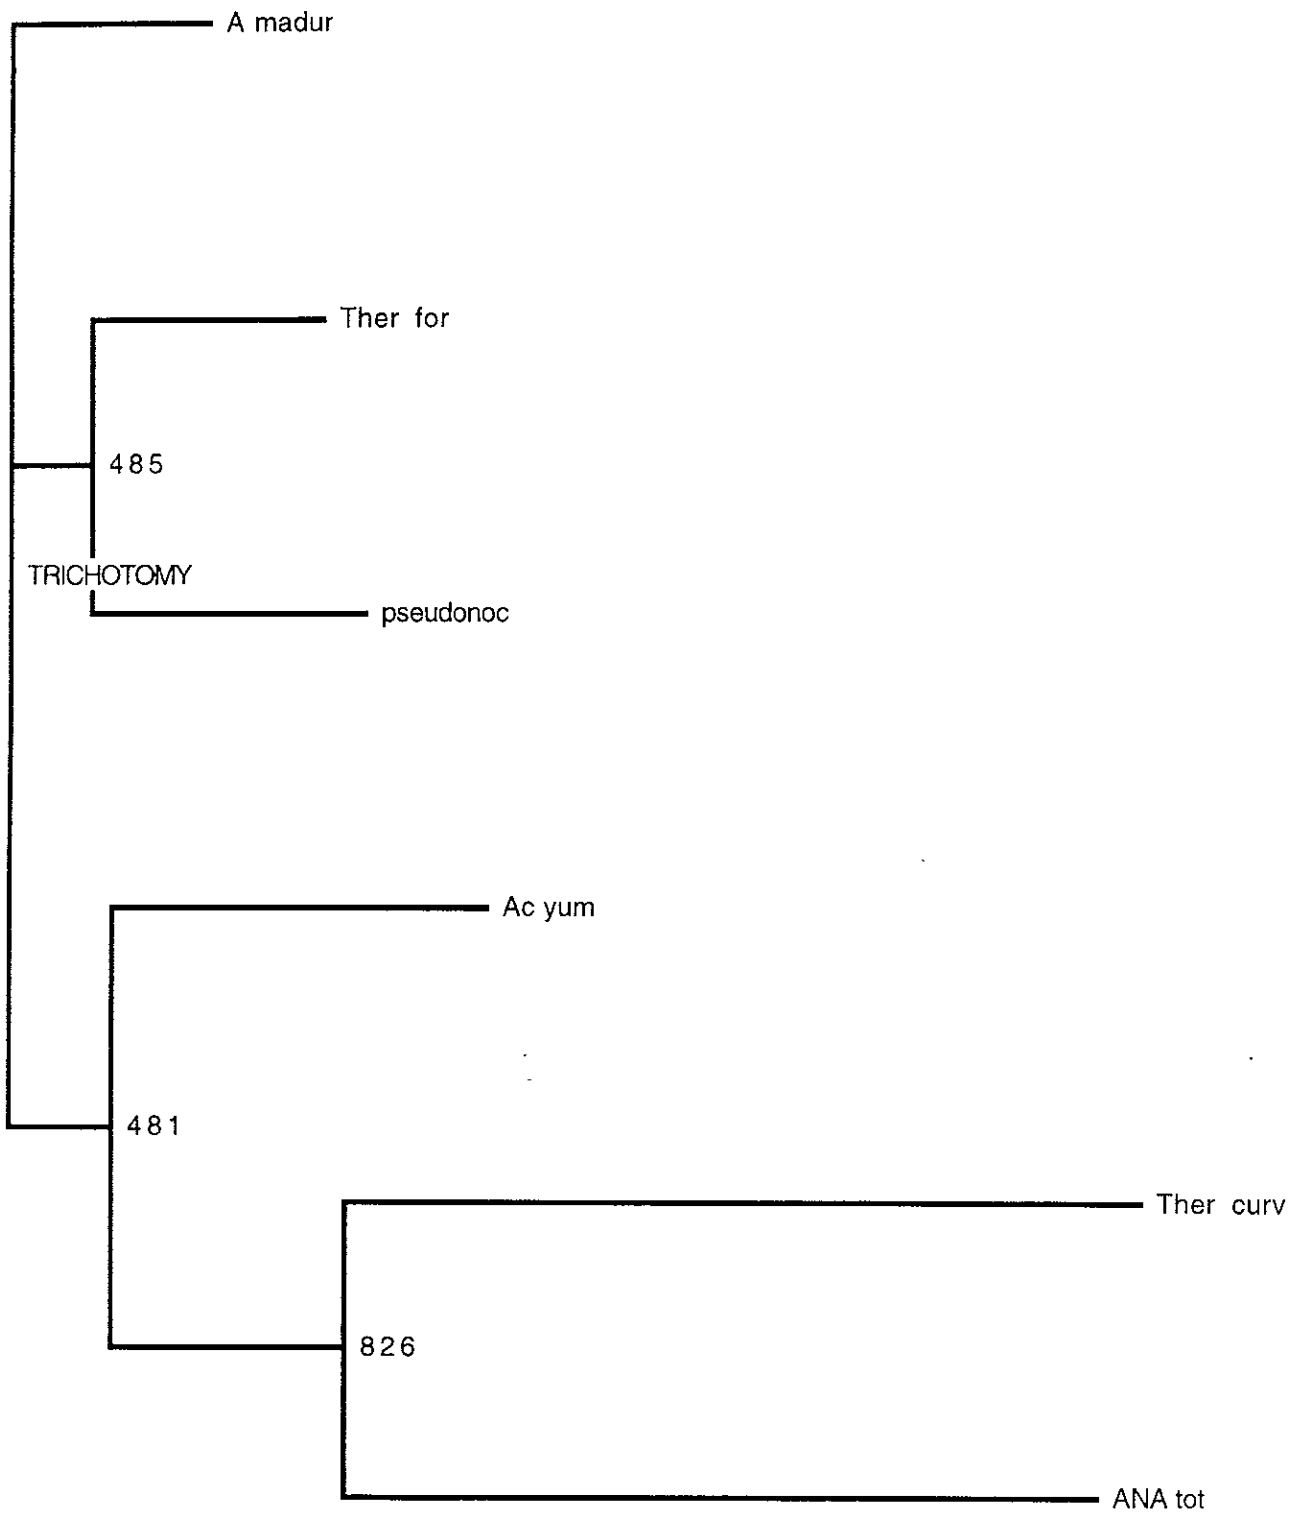 A madur
Ther for
485
TRICHOTOMY
pseudonoc
Ac yum
481
Ther curv
826
ANA tot